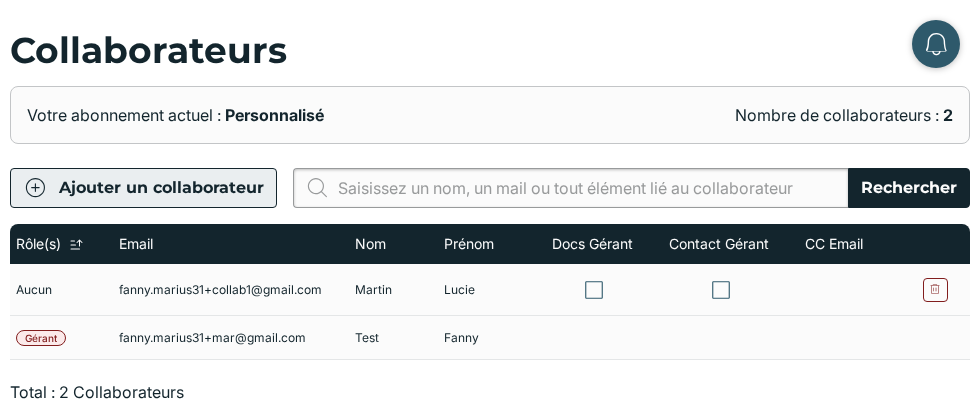 Collaborateurs
Votre abonnement actuel : Personnalisé
Nombre de collaborateurs : 2
Ajouter un collaborateur
Saisissez un nom, un mail ou tout élément lié au collaborateur
Rechercher
Rôle(s) Email Nom Prénom Docs Gérant Contact Gérant CC Email
Aucun fanny.marius31+collab1@gmail.com Martin Lucie
Gérant fanny.marius31+mar@gmail.com Test Fanny
Total : 2 Collaborateurs